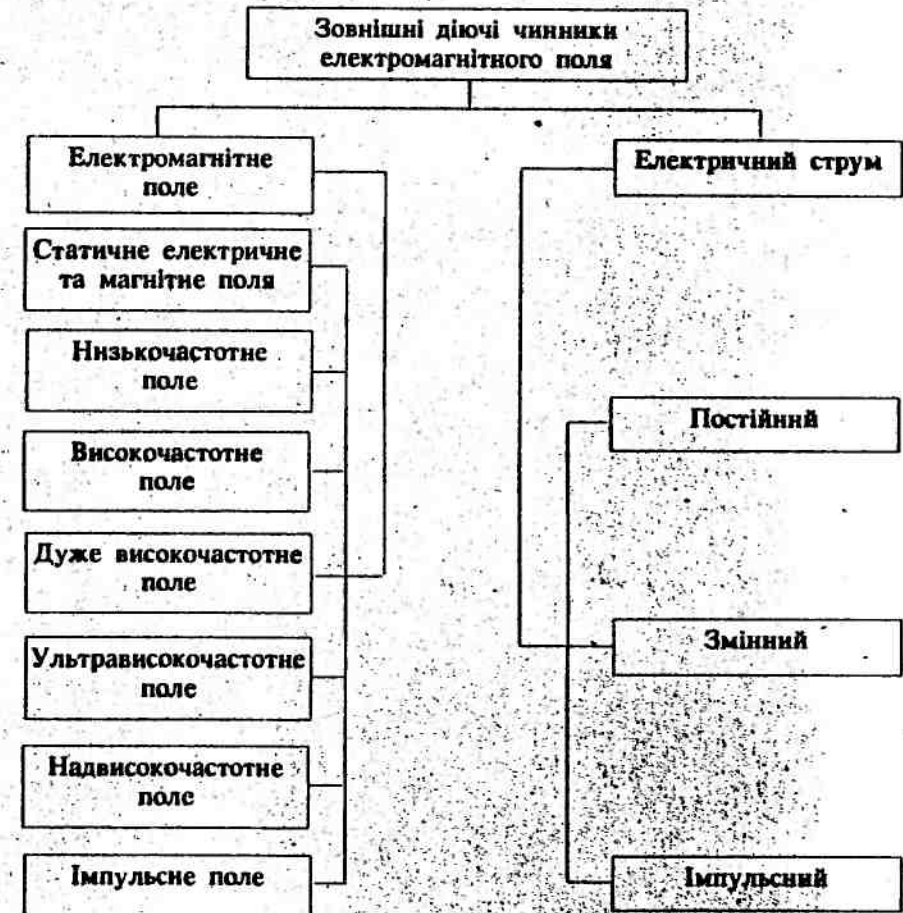 Зовнішні діючі чинники
електромагнітного поля
Електромагнітне
поле
Електричний струм
Статичне електричне
та магнітне поля
Низькочастотне
поле
Постійний
Високочастотне
поле
Дуже високочастотне
поле
Ультрависокочастотне
поле
Змінний
Надвисокочастотне
поле
Імпульсне поле
Імпульсний